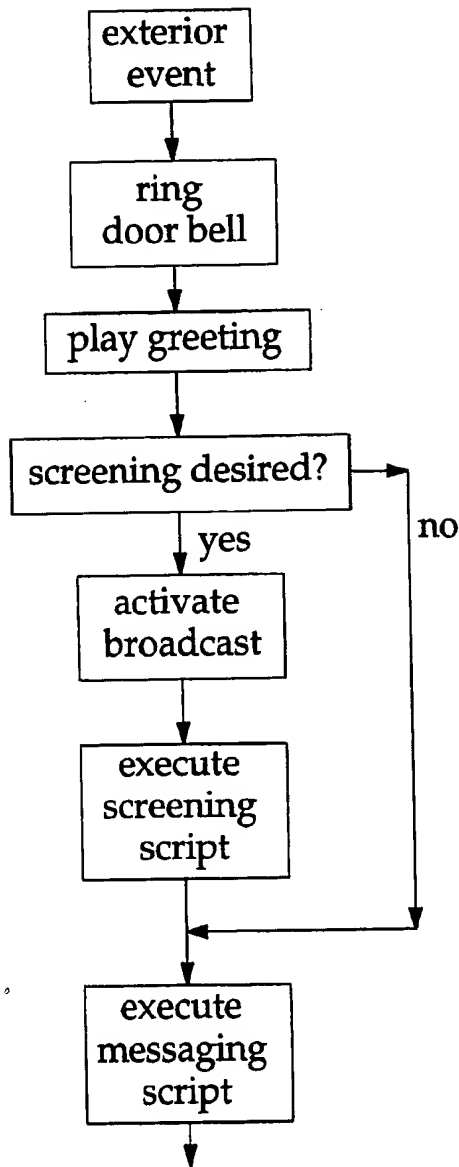 exterior
event
ring
door bell
play greeting
screening desired?
no
yes
activate
broadcast
execute
screening
script
execute
messaging
script